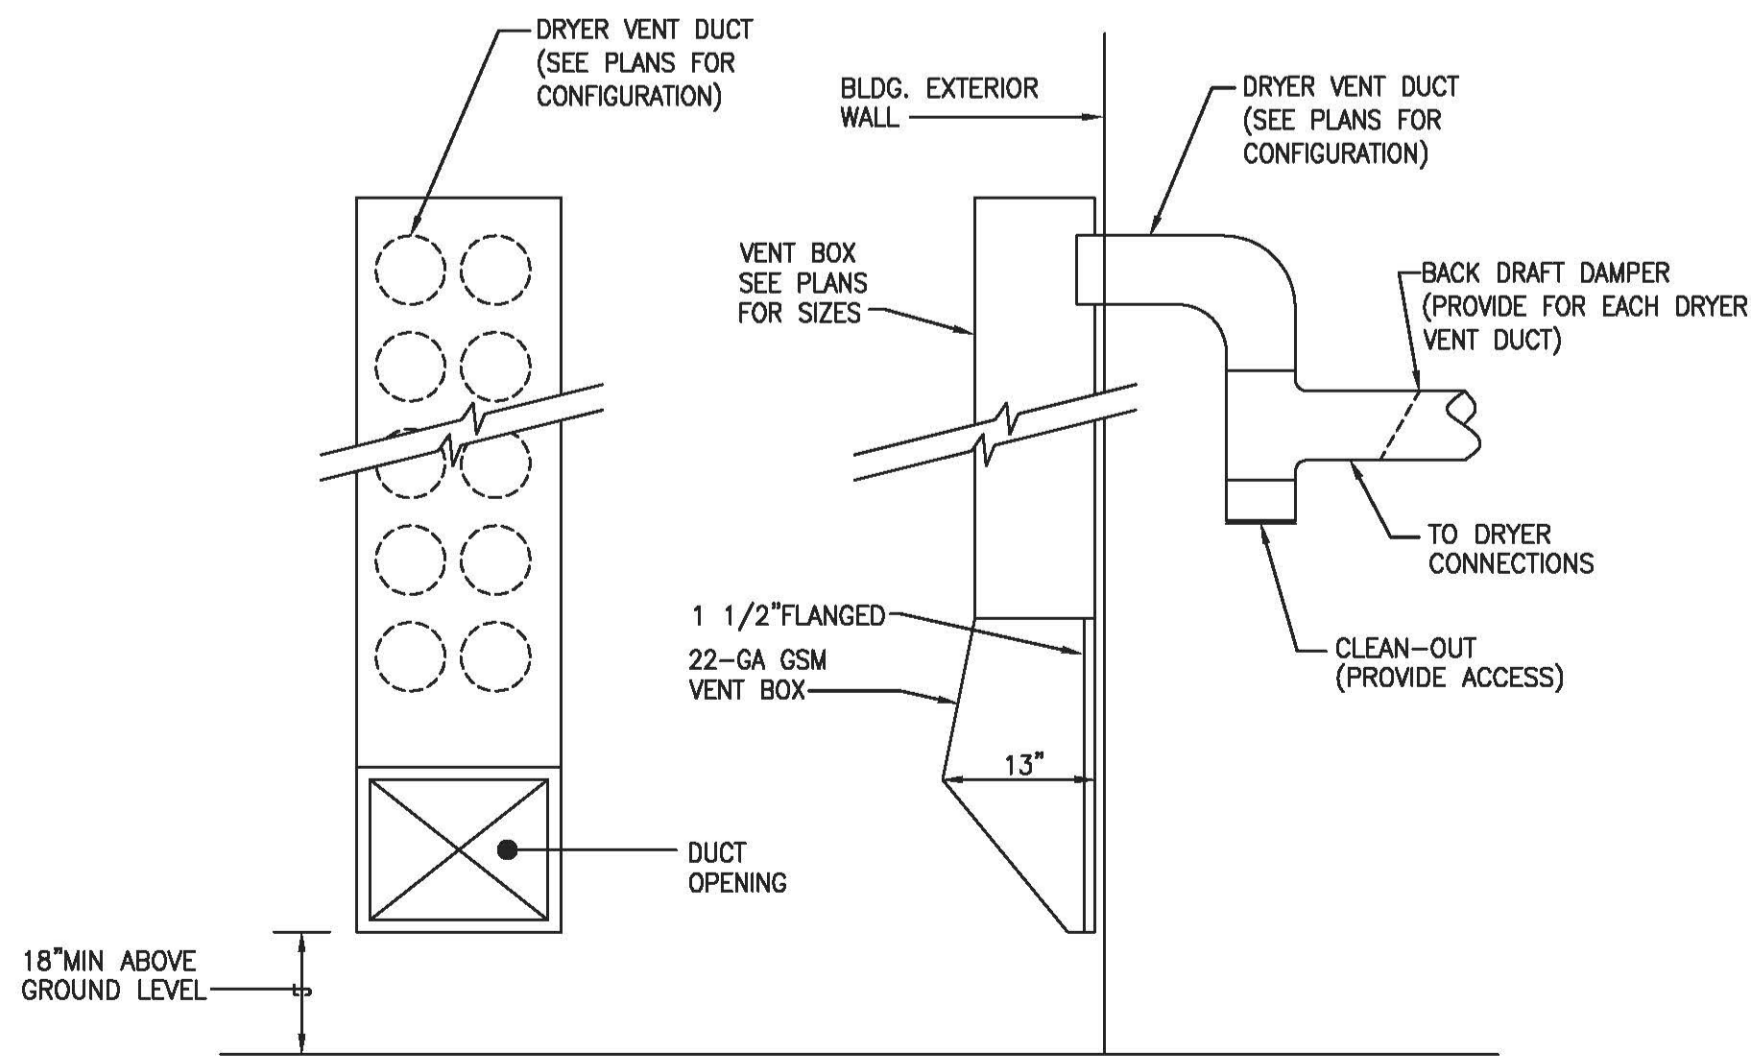 DRYER VENT DUCT
(SEE PLANS FOR
CONFIGURATION)
BLDG. EXTERIOR
WALL
DRYER VENT DUCT
(SEE PLANS FOR
CONFIGURATION)
VENT BOX
SEE PLANS
FOR SIZES
BACK DRAFT DAMPER
(PROVIDE FOR EACH DRYER
VENT DUCT)
TO DRYER
CONNECTIONS
1 1/2"FLANGED
22-GA GSM
VENT BOX
CLEAN-OUT
(PROVIDE ACCESS)
13"
DUCT
OPENING
18"MIN ABOVE
GROUND LEVEL